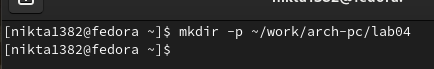 [nikta1382@fedora ~]$ mkdir -p ~/work/arch-pc/lab04
[nikta1382@fedora ~]$